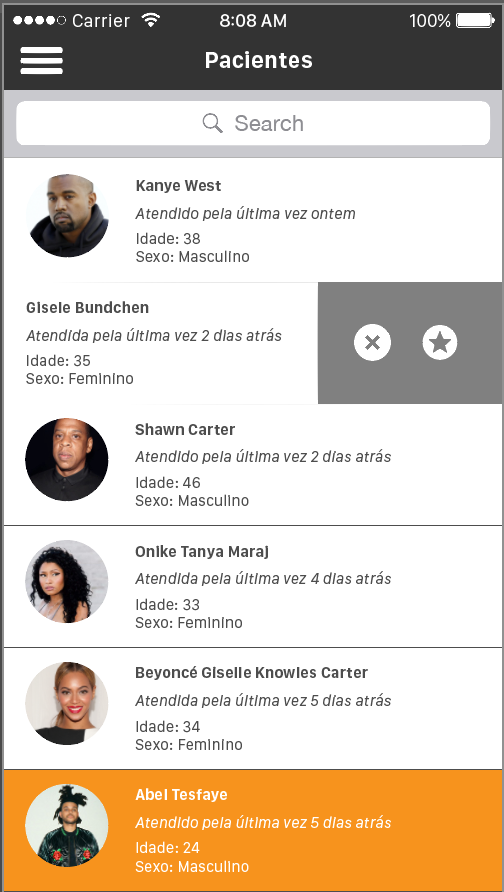 Carrier 8:08 AM 100%
Pacientes
Search
Kanye West
Atendido pela última vez ontem
Idade: 38
Sexo: Masculino
Gisele Bundchen
Atendida pela última vez 2 dias atrás
Idade: 35
Sexo: Feminino
Shawn Carter
Atendido pela última vez 2 dias atrás
Idade: 46
Sexo: Masculino
Onike Tanya Maraj
Atendida pela última vez 4 dias atrás
Idade: 33
Sexo: Feminino
Beyoncé Giselle Knowles Carter
Atendida pela última vez 5 dias atrás
Idade: 34
Sexo: Feminino
Abel Tesfaye
Atendido pela última vez 5 dias atrás
Idade: 24
Sexo: Masculino